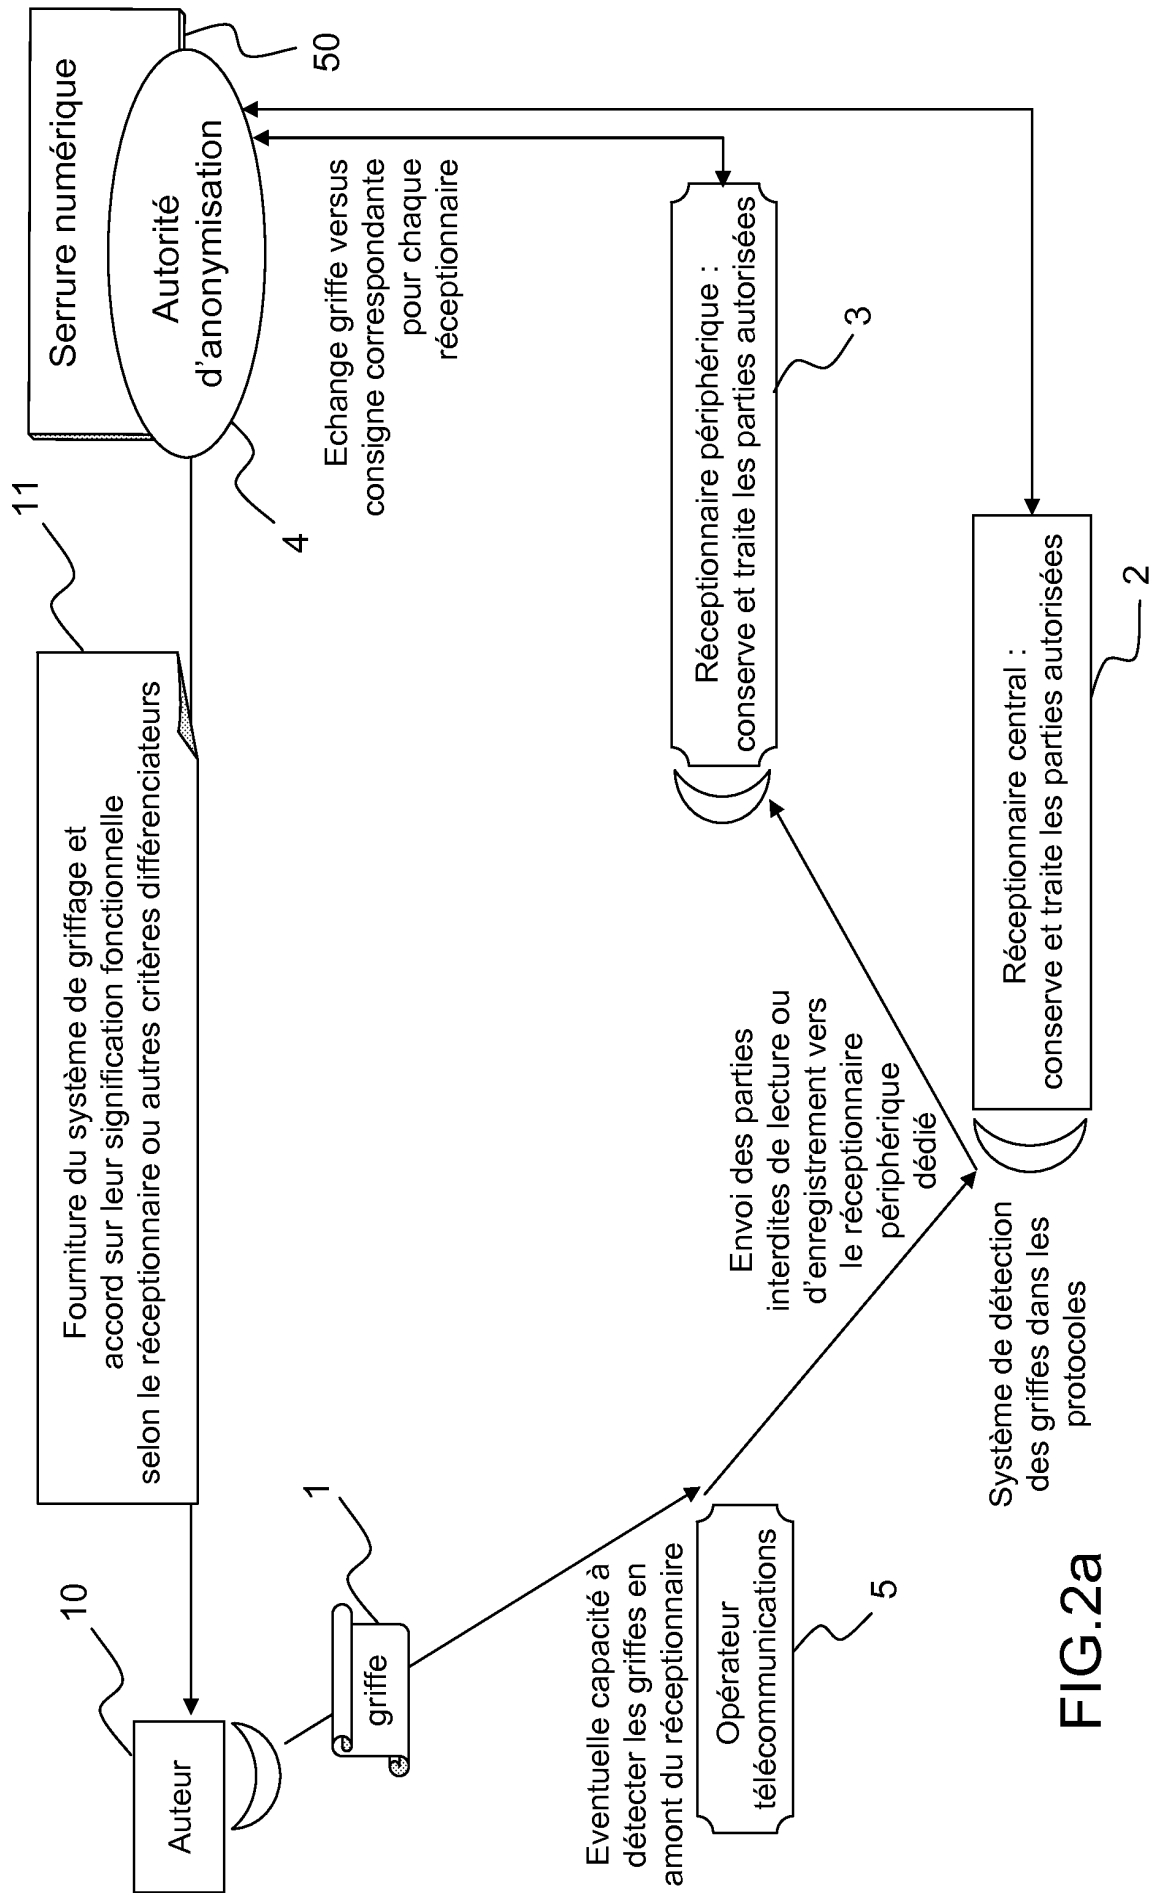 10
Auteur
11
Fourniture du système de griffage et
accord sur leur signification fonctionnelle
selon le réceptionnaire ou autres critères différenciateurs
Serrure numérique
Autorité
d'anonymisation
50
4
1
griffe
Echange griffe versus
consigne correspondante
pour chaque
réceptionnaire
Eventuelle capacité à
détecter les griffes en
amont du réceptionnaire
Opérateur
télécommunications
5
Envoi des parties
interdites de lecture ou
d'enregistrement vers
le réceptionnaire
périphérique
dédié
Réceptionnaire périphérique :
conserve et traite les parties autorisées
3
Système de détection
des griffes dans les
protocoles
Réceptionnaire central :
conserve et traite les parties autorisées
2
FIG.2a